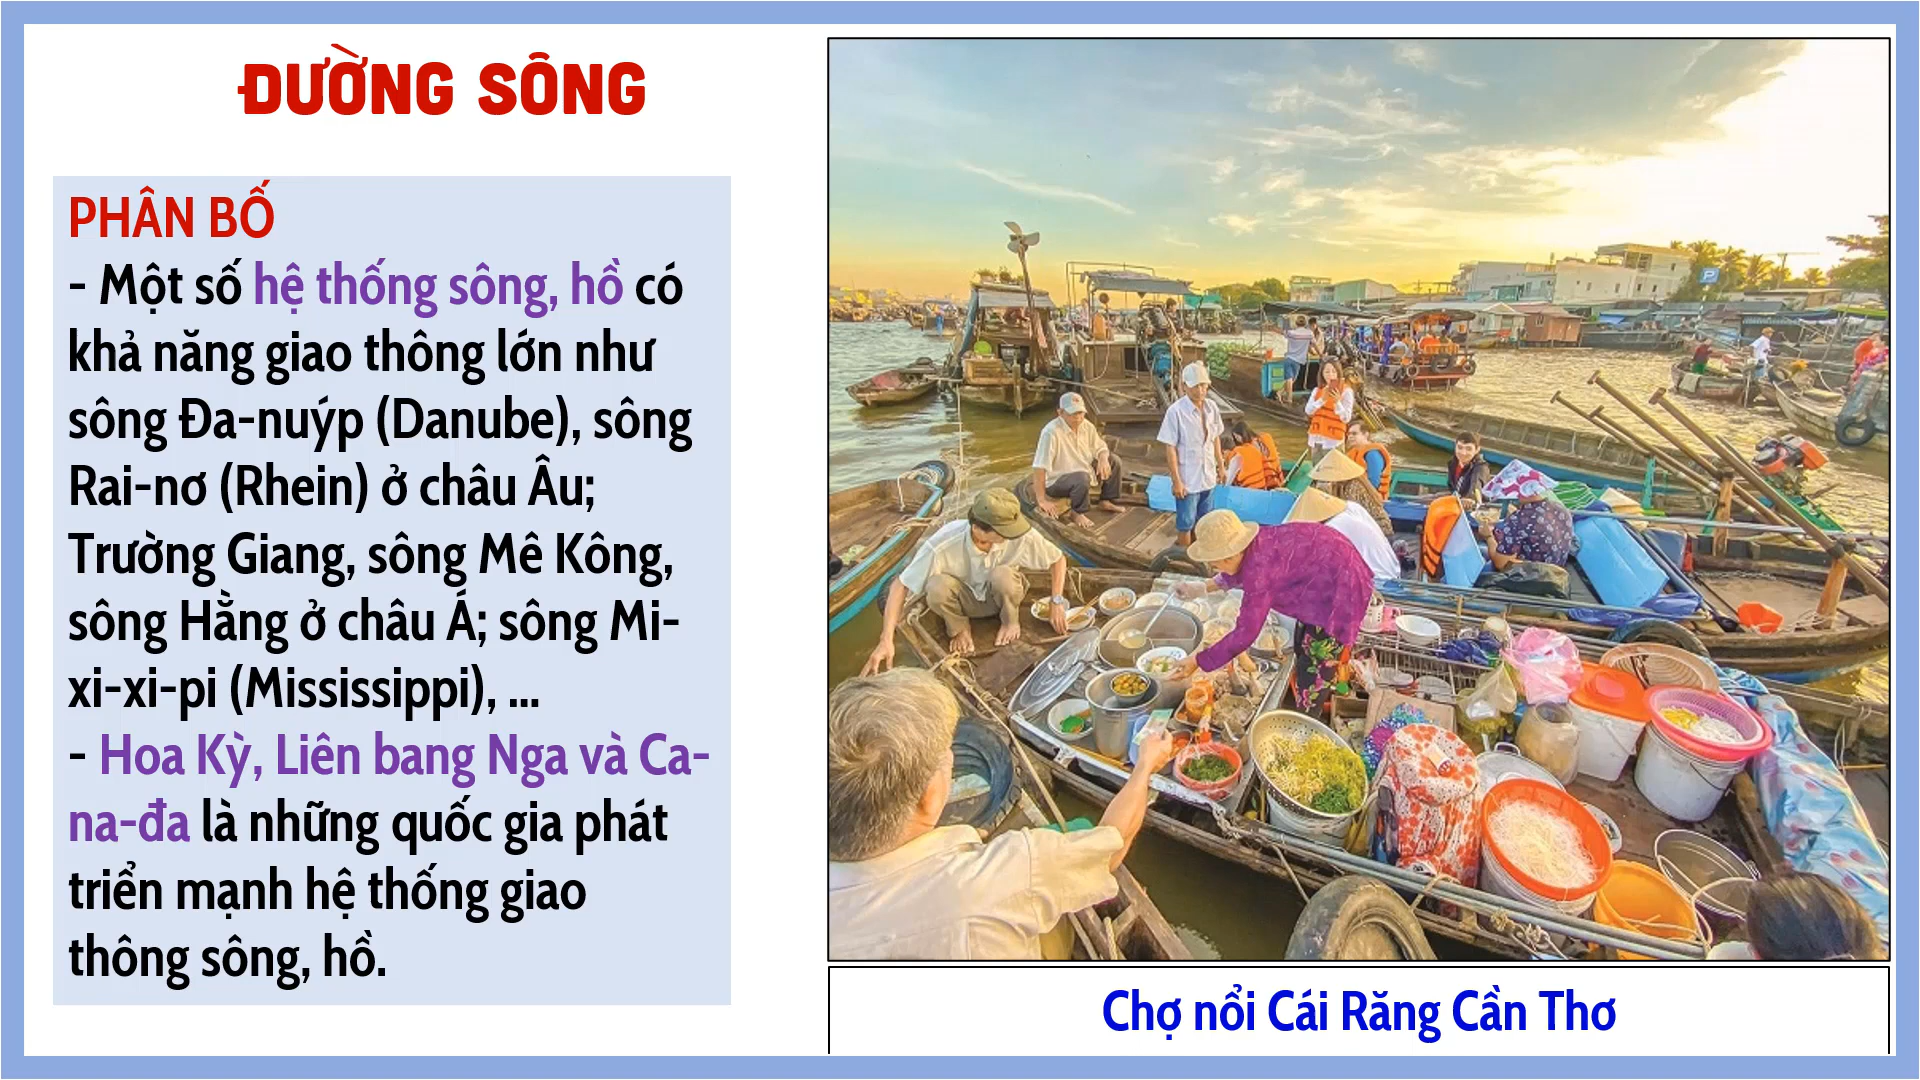 ĐƯỜNG SÔNG
PHÂN BỐ
- Một số hệ thống sông, hồ có
khả năng giao thông lớn như
sông Đa-nuýp (Danube), sông
Rai-nơ (Rhein) ở châu Âu;
Trường Giang, sông Mê Kông,
sông Hằng ở châu Á; sông Mi-
xi-xi-pi (Mississippi), ...
- Hoa Kỳ, Liên bang Nga và Ca-
na-đa là những quốc gia phát
triển mạnh hệ thống giao
thông sông, hồ.
P
Chợ nổi Cái Răng Cần Thơ